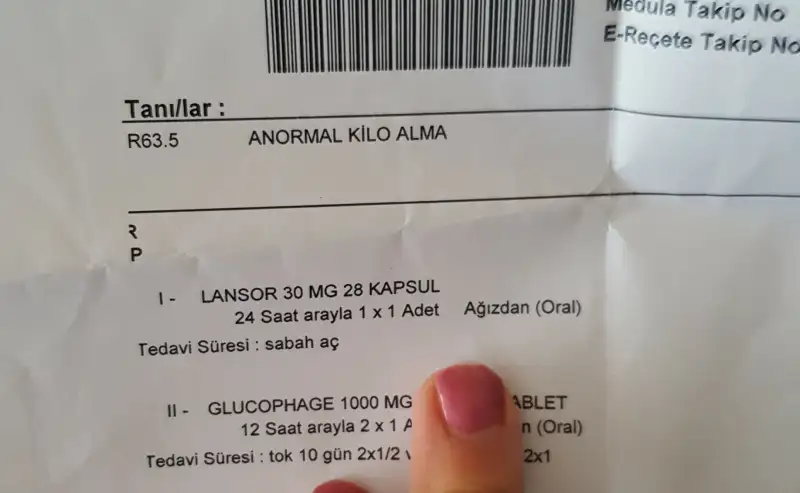 Medula Takip No
E-Reçete Takip No
Tanı/lar :
R63.5 ANORMAL KİLO ALMA
R
P
I - LANSOR 30 MG 28 KAPSUL
24 Saat arayla 1 x 1 Adet Ağızdan (Oral)
Tedavi Süresi : sabah aç
II - GLUCOPHAGE 1000 MG
12 Saat arayla 2 x 1 (Oral)
Tedavi Süresi : tok 10 gün 2x1/2 2x1